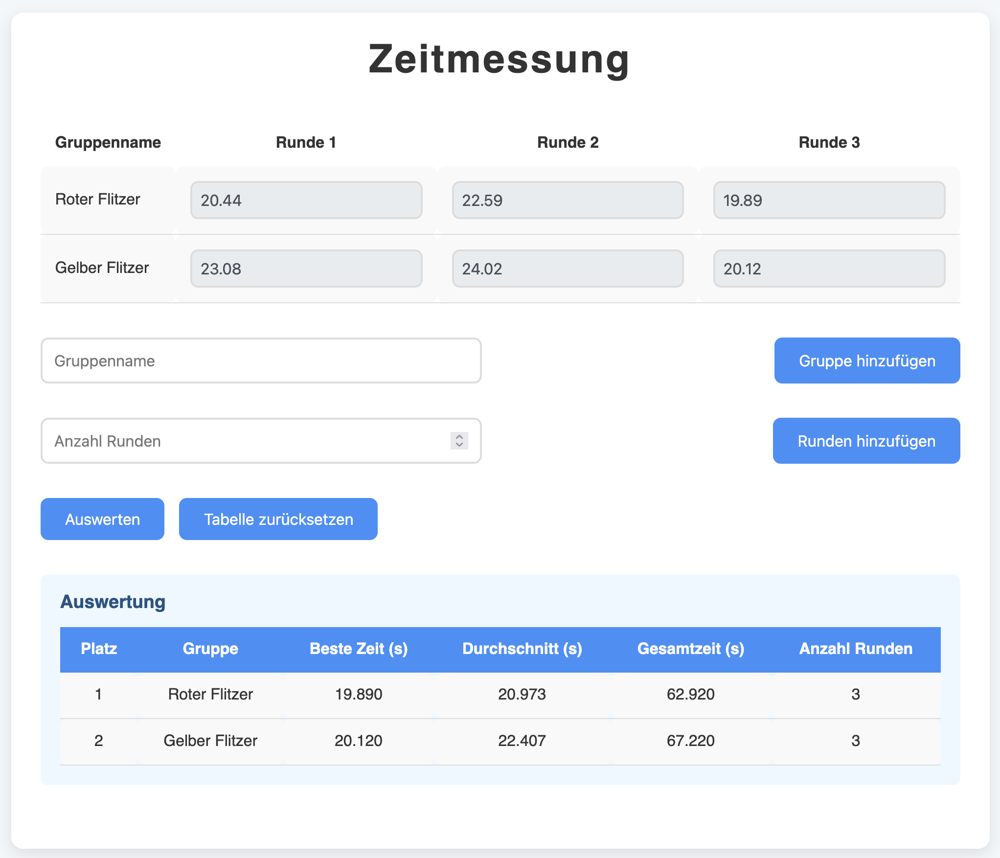 Zeitmessung
Gruppenname Runde 1 Runde 2 Runde 3
Roter Flitzer 20.44 22.59 19.89
Gelber Flitzer 23.08 24.02 20.12
Gruppenname Gruppe hinzufügen
Anzahl Runden Runden hinzufügen
Auswerten Tabelle zurücksetzen
Auswertung
Platz Gruppe Beste Zeit (s) Durchschnitt (s) Gesamtzeit (s) Anzahl Runden
1 Roter Flitzer 19.890 20.973 62.920 3
2 Gelber Flitzer 20.120 22.407 67.220 3